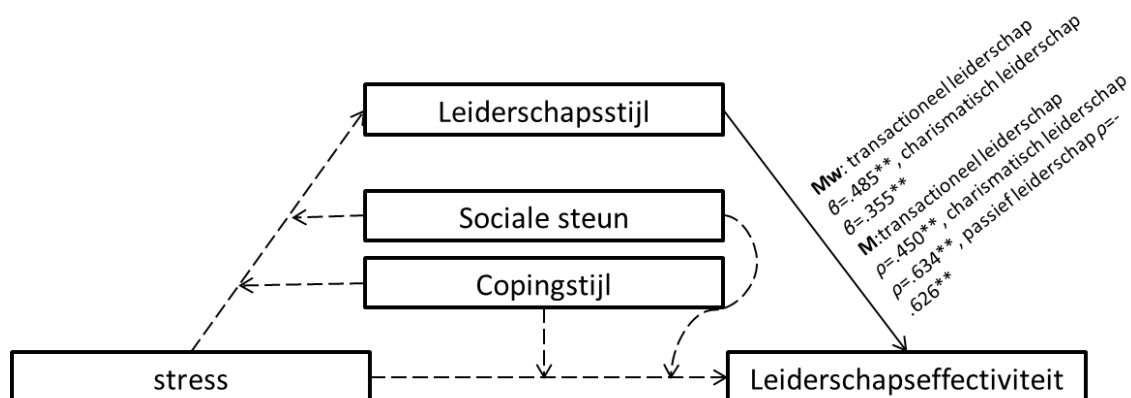 Leiderschapsstijl
Mw: transactioneel leiderschap
β=.485** , charismatisch leiderschap
β=.355**
M:transactioneel leiderschap
ρ=.450** , charismatisch leiderschap
ρ=.634** , passief leiderschap ρ=-
.626**
Sociale steun
Copingstijl
stress
Leiderschapseffectiviteit